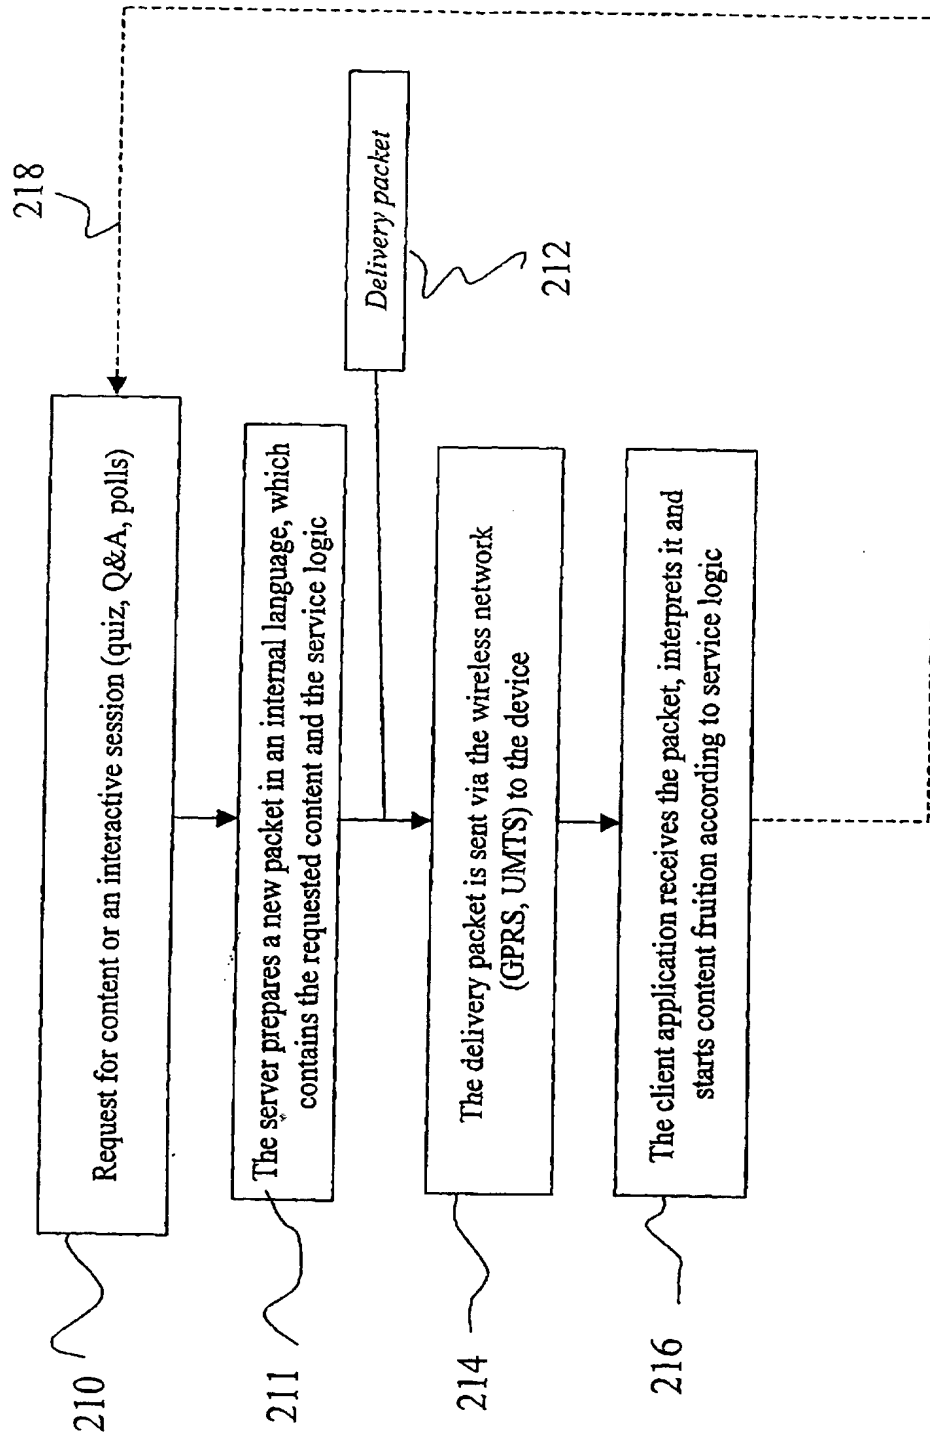 218
Request for content or an interactive session (quiz, Q&A, polls)
210
The server prepares a new packet in an internal language, which
contains the requested content and the service logic
211
Delivery packet
212
The delivery packet is sent via the wireless network
(GPRS, UMTS) to the device
214
The client application receives the packet, interprets it and
starts content fruition according to service logic
216